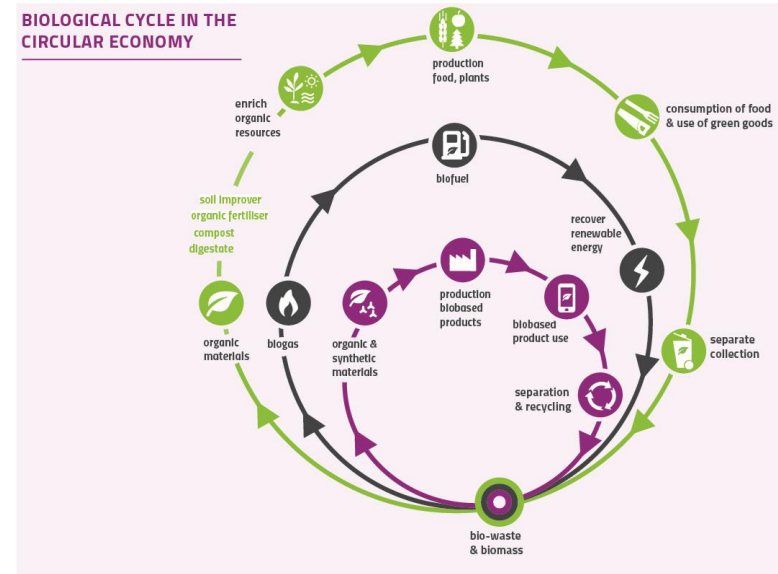 BIOLOGICAL CYCLE IN THE
CIRCULAR ECONOMY
production
food, plants
enrich
organic
resources
consumption of food
& use of green goods
biofuel
soil improver
organic fertiliser
compost
digestate
recover
renewable
energy
production
biobased
products
biobased
product use
organic
materials
biogas
organic &
synthetic
materials
separate
collection
separation
& recycling
bio-waste
& biomass